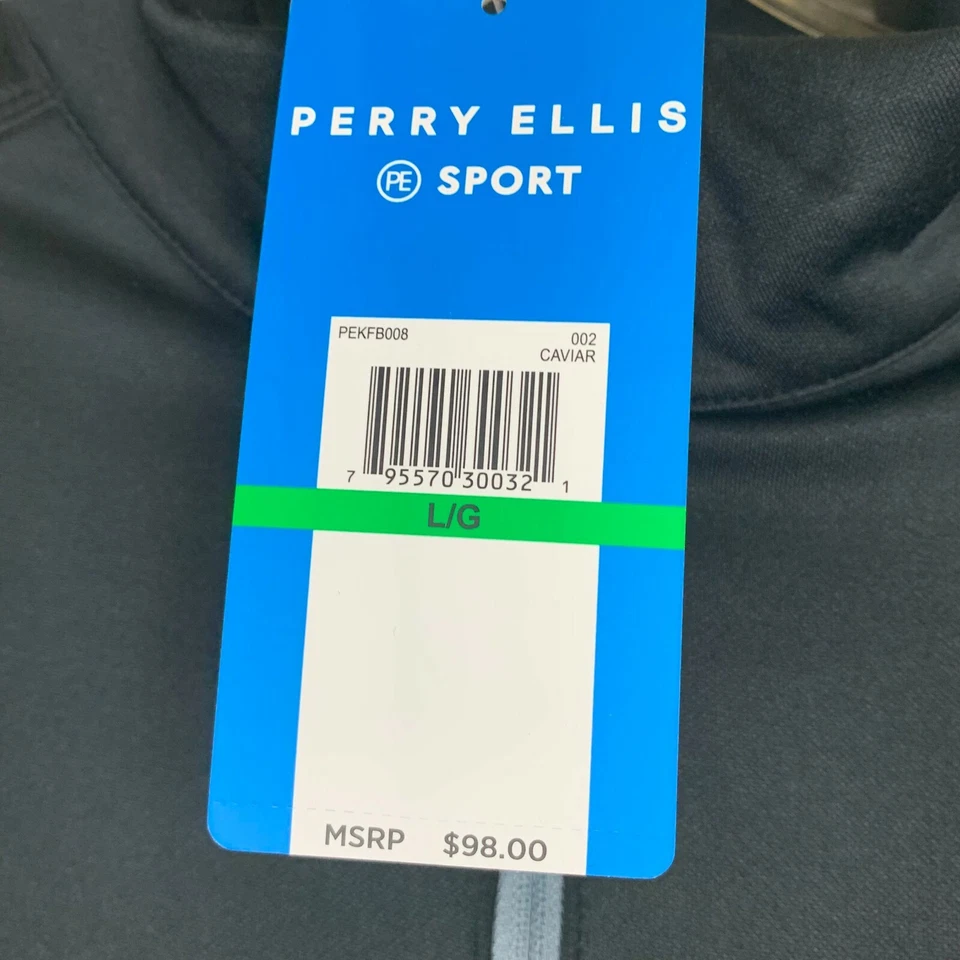 PERRY ELLIS
PE SPORT
PEKFB008 002
CAVIAR
7 95570 30032 1
L/G
MSRP $98.00